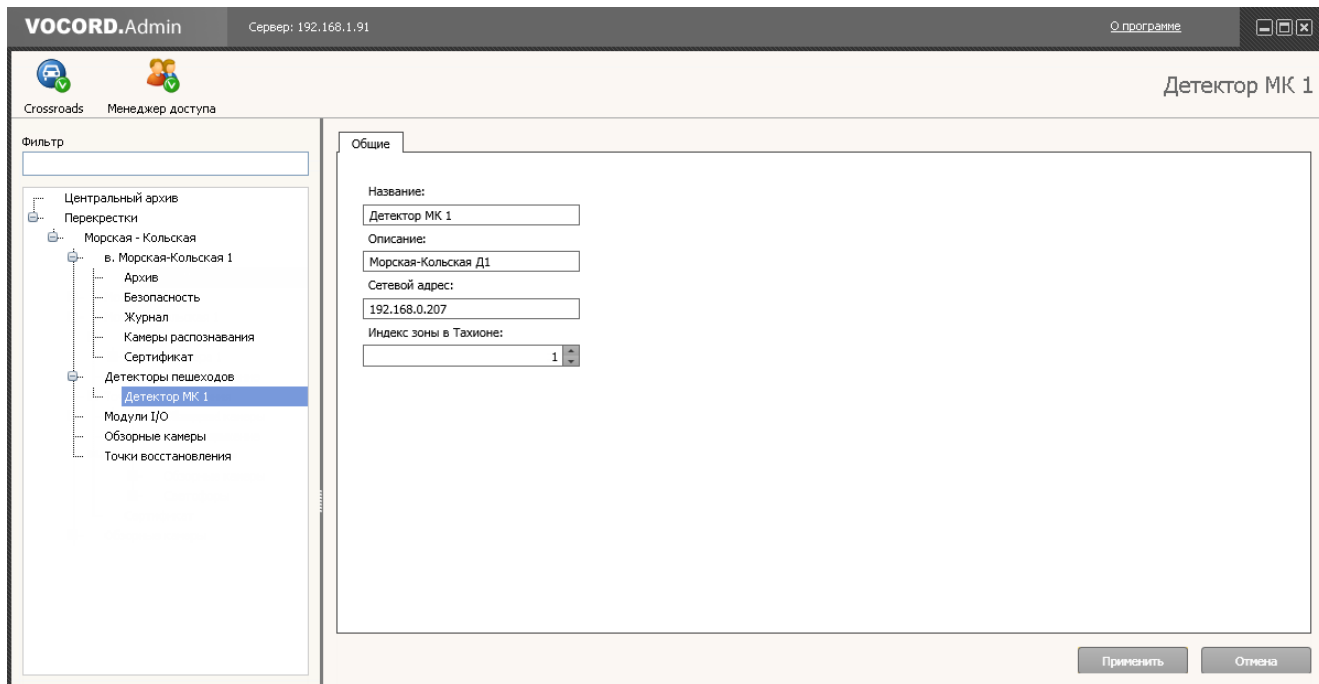 VOCORD.Admin Сервер: 192.168.1.91 О программе
Crossroads Менеджер доступа
Детектор МК 1
Фильтр
Центральный архив
Перекрестки
Морская - Кольская
в. Морская-Кольская 1
Архив
Безопасность
Журнал
Камеры распознавания
Сертификат
Детекторы пешеходов
Детектор МК 1
Модули I/O
Обзорные камеры
Точки восстановления
Общие
Название:
Детектор МК 1
Описание:
Морская-Кольская Д1
Сетевой адрес:
192.168.0.207
Индекс зоны в Тахионе:
1
Применить Отмена